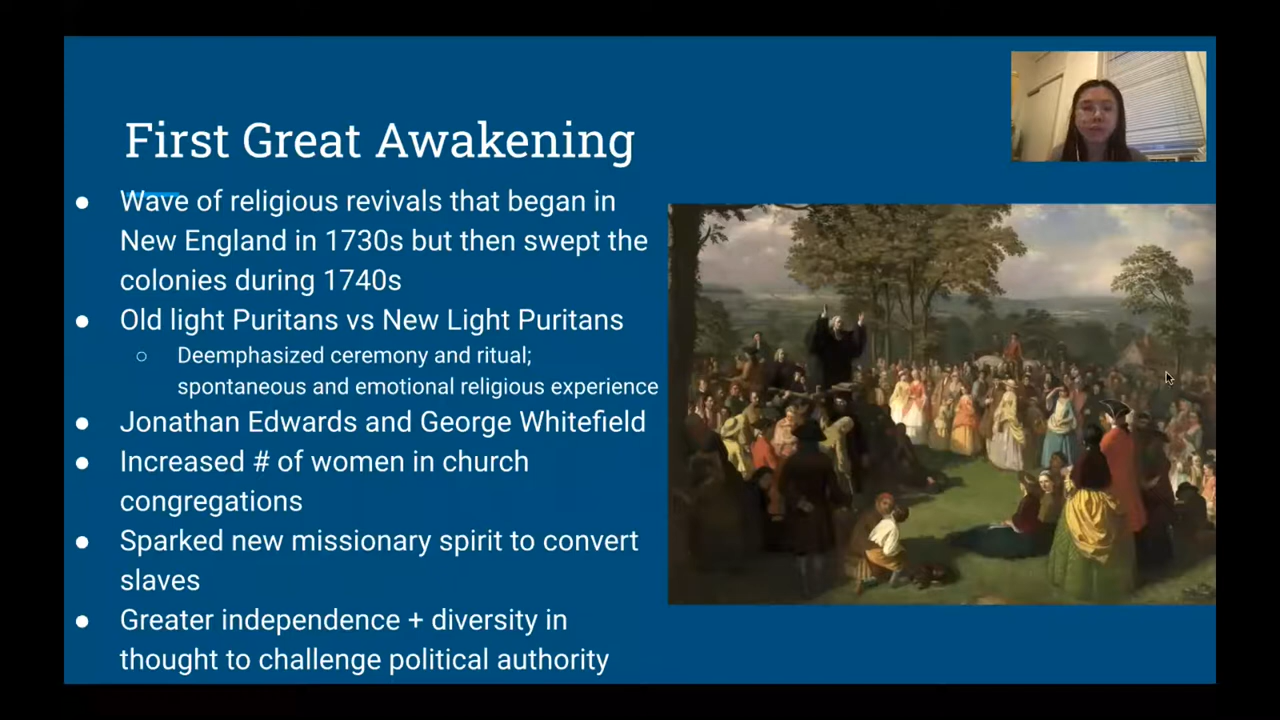 First Great Awakening
● Wave of religious revivals that began in
New England in 1730s but then swept the
colonies during 1740s
● Old light Puritans vs New Light Puritans
○ Deemphasized ceremony and ritual;
spontaneous and emotional religious experience
● Jonathan Edwards and George Whitefield
● Increased # of women in church
congregations
● Sparked new missionary spirit to convert
slaves
● Greater independence + diversity in
thought to challenge political authority